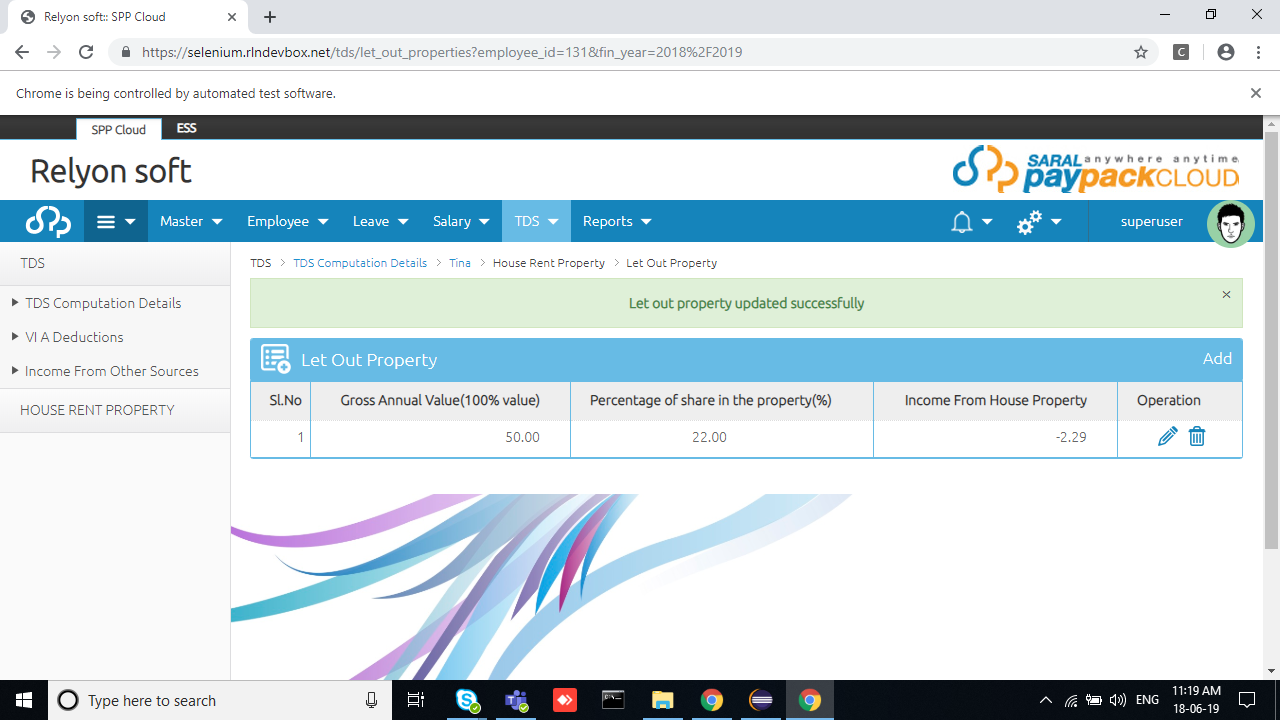 Relyon soft:: SPP Cloud
https://selenium.rlndevbox.net/tds/let_out_properties?employee_id=131&fin_year=2018%2F2019
C
Chrome is being controlled by automated test software.
SPP Cloud ESS
Relyon soft
SARAL anywhere anytime
paypackCLOUD
Master Employee Leave Salary TDS Reports superuser
TDS
TDS Computation Details
VI A Deductions
Income From Other Sources
HOUSE RENT PROPERTY
TDS > TDS Computation Details > Tina > House Rent Property > Let Out Property
Let out property updated successfully ×
Let Out Property Add
Sl.No Gross Annual Value(100% value) Percentage of share in the property(%) Income From House Property Operation
1 50.00 22.00 -2.29
Type here to search
ENG
11:19 AM
18-06-19